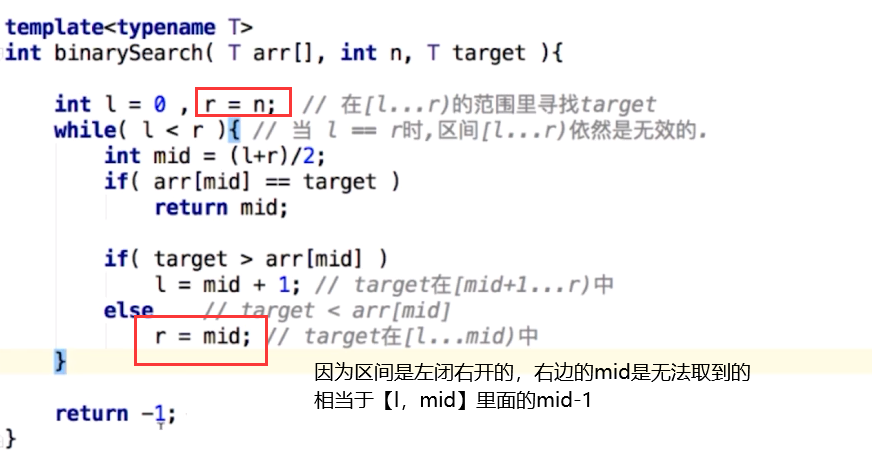 template<typename T>
int binarySearch( T arr[], int n, T target ){
int l = 0 , r = n; // 在[l...r)的范围里寻找target
while( l < r ){ // 当 l == r时,区间[l...r)依然是无效的.
int mid = (l+r)/2;
if( arr[mid] == target )
return mid;
if( target > arr[mid] )
l = mid + 1; // target在[mid+1...r)中
else // target < arr[mid]
r = mid; // target在[l...mid)中
}
因为区间是左闭右开的，右边的mid是无法取到的
相当于【l，mid】里面的mid-1
return -1;
}